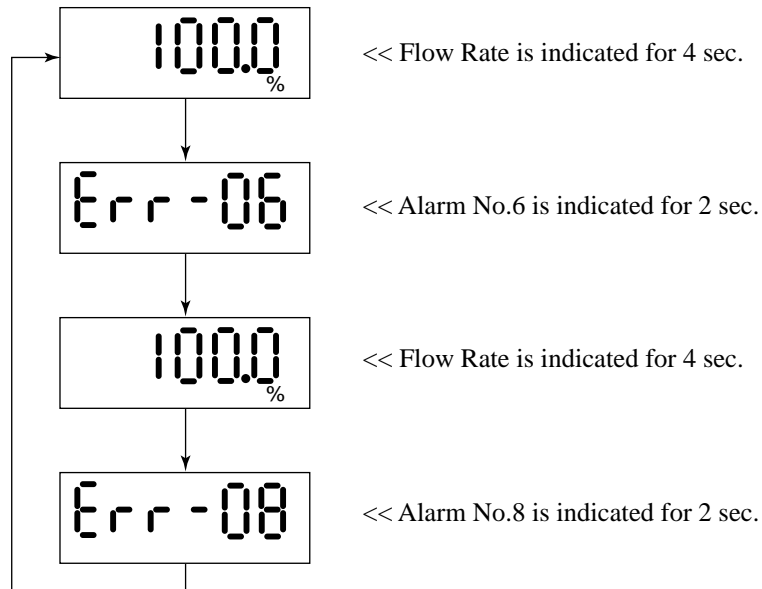 100.0
%
<< Flow Rate is indicated for 4 sec.
Err-06
<< Alarm No.6 is indicated for 2 sec.
100.0
%
<< Flow Rate is indicated for 4 sec.
Err-08
<< Alarm No.8 is indicated for 2 sec.